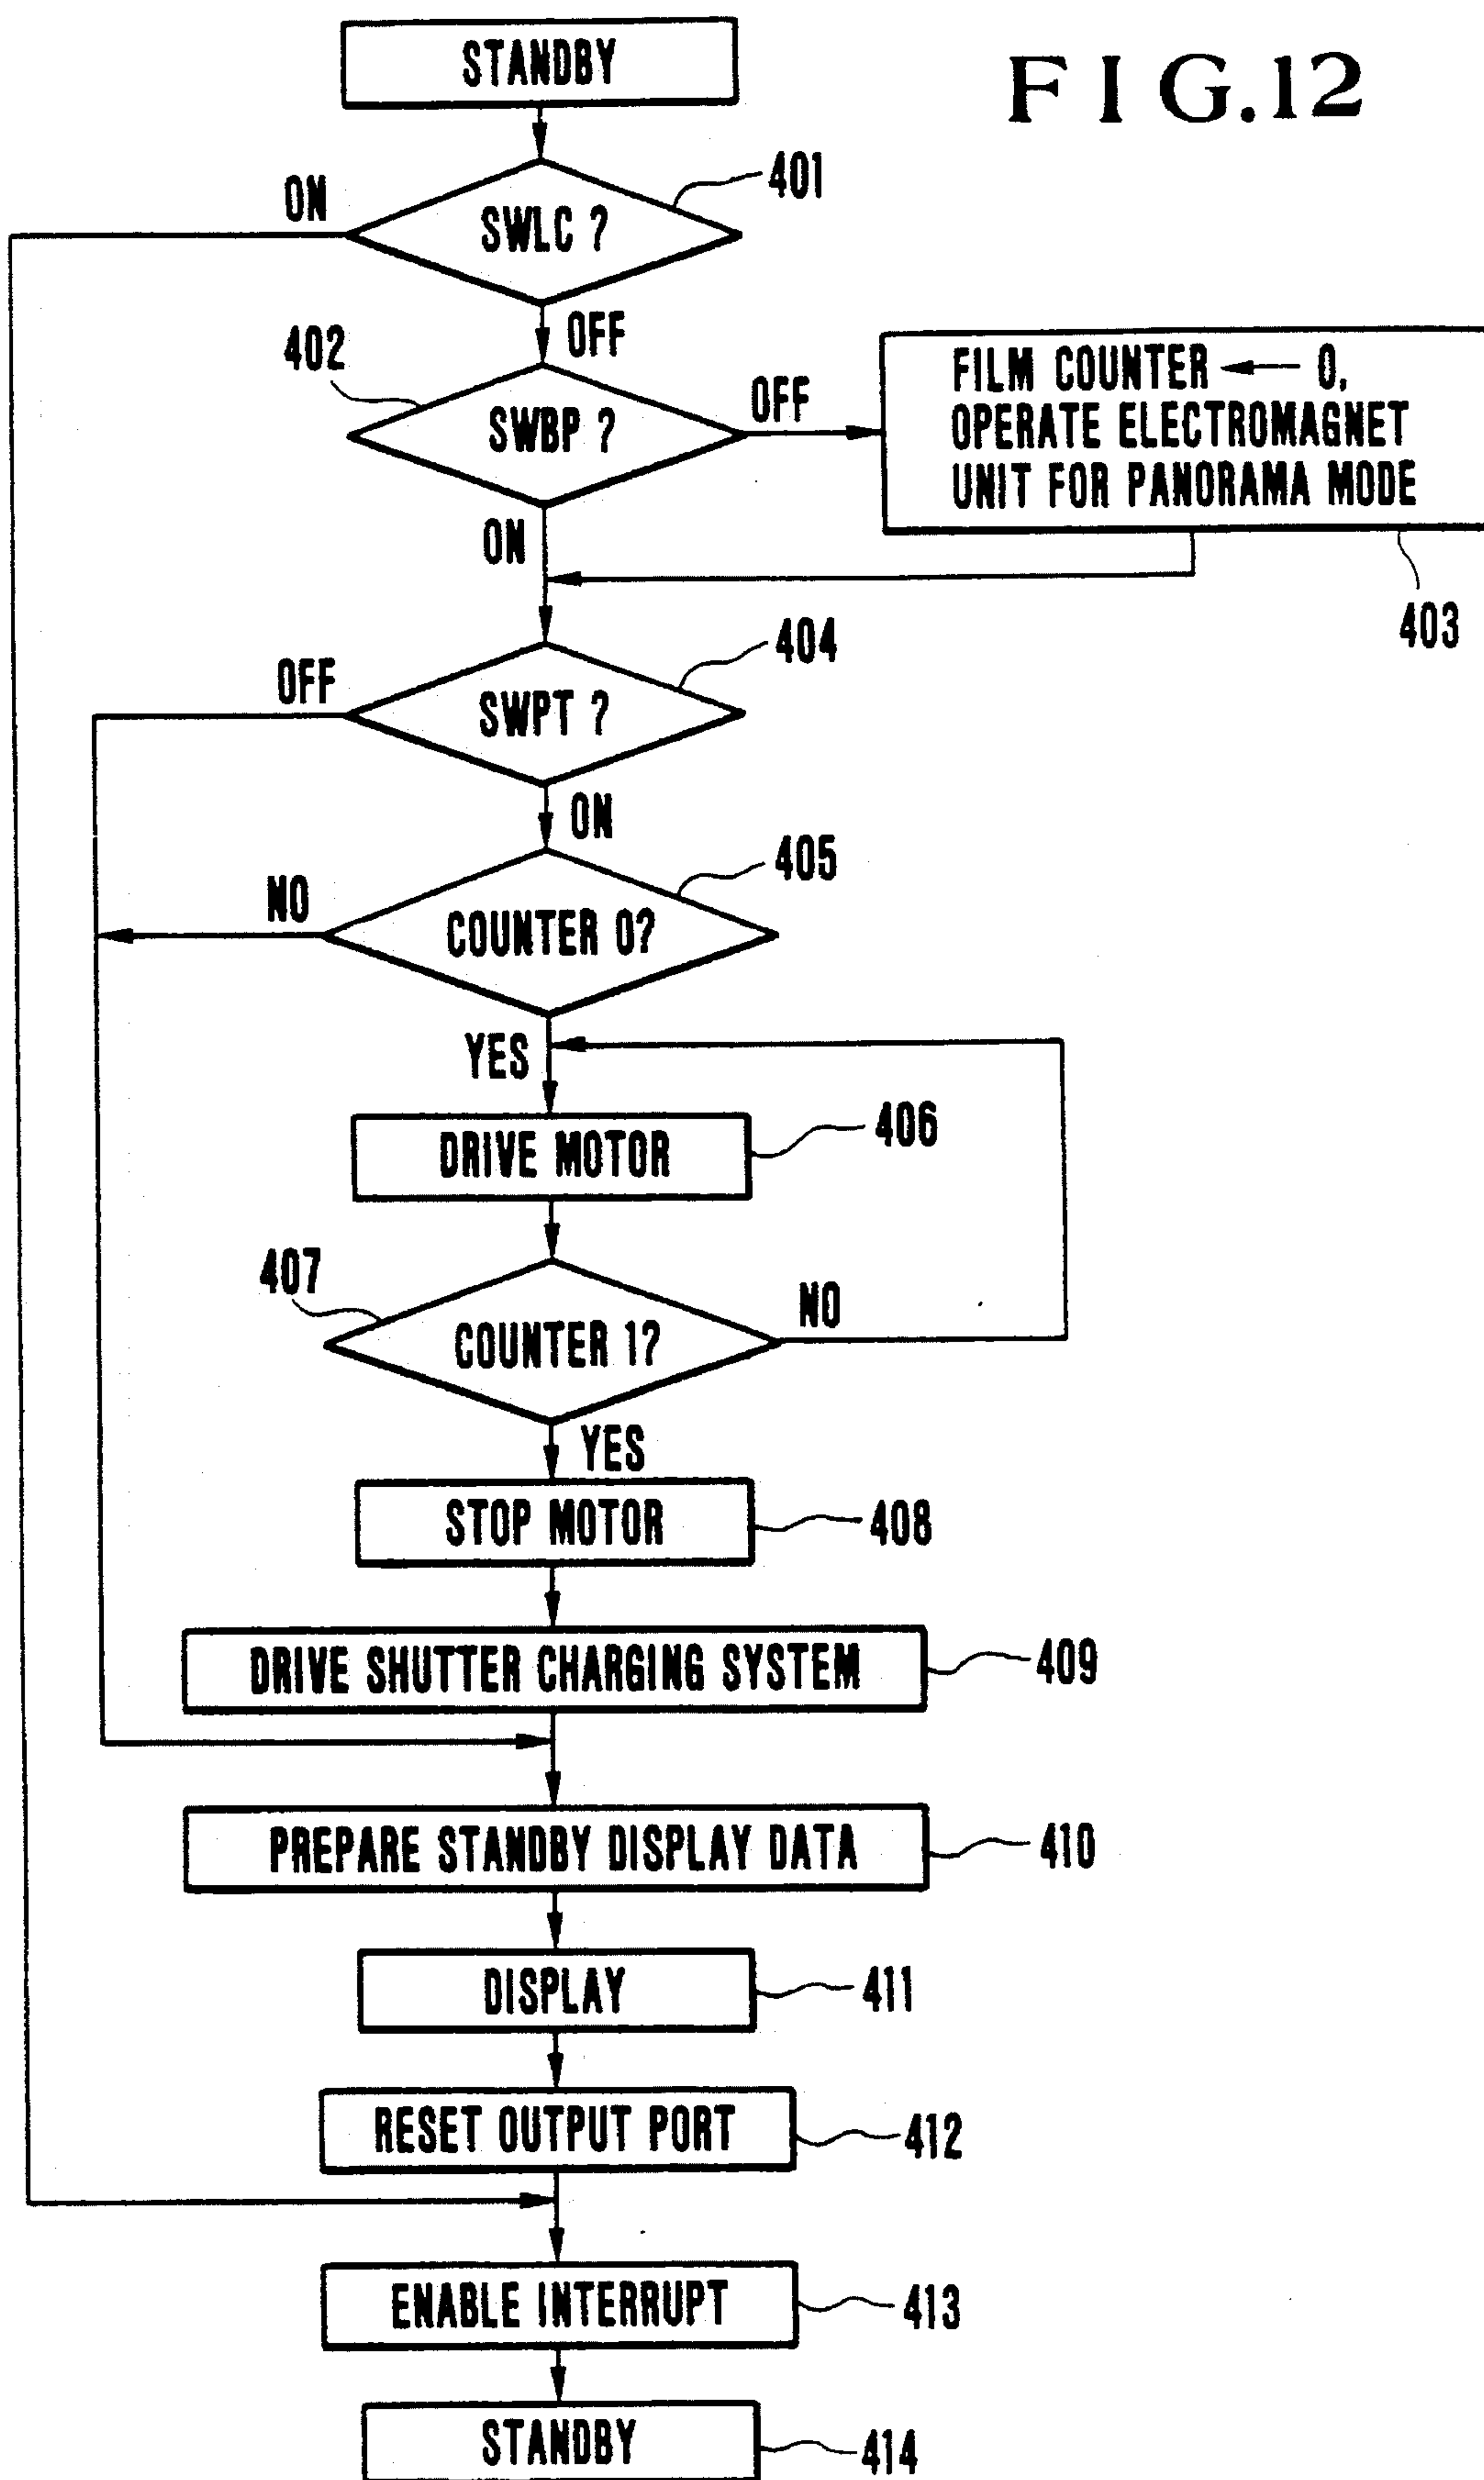 FIG.12
STANDBY
401
ON
SWLC ?
OFF
402
SWBP ?
OFF
FILM COUNTER ← 0,
OPERATE ELECTROMAGNET
UNIT FOR PANORAMA MODE
403
ON
404
OFF
SWPT ?
ON
405
NO
COUNTER 0?
YES
DRIVE MOTOR
406
407
COUNTER 1?
NO
YES
STOP MOTOR
408
DRIVE SHUTTER CHARGING SYSTEM
409
PREPARE STANDBY DISPLAY DATA
410
DISPLAY
411
RESET OUTPUT PORT
412
ENABLE INTERRUPT
413
STANDBY
414